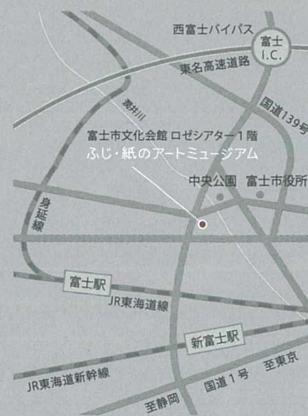 西富士バイパス
富士
I.C.
東名高速道路
国道139号
潤井川
富士市文化会館 ロゼシアター1階
ふじ・紙のアートミュージアム
中央公園
富士市役所
身延線
富士駅
JR東海道線
新富士駅
JR東海道新幹線
至静岡
国道1号
至東京